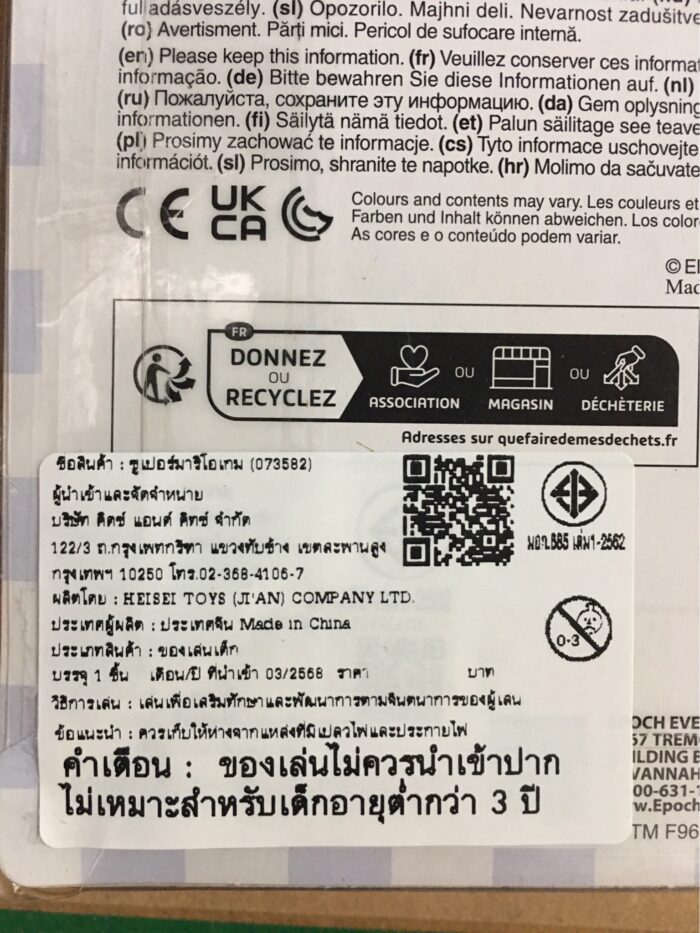 fulladásveszély. (sl) Opozorilo. Majhni deli. Nevarnost zadušitve
(ro) Avertisment. Părți mici. Pericol de sufocare internă.
(en) Please keep this information. (fr) Veuillez conserver ces informat
informação. (de) Bitte bewahren Sie diese Informationen auf. (nl)
(ru) Пожалуйста, сохраните эту информацию. (da) Gem oplysning
informationen. (fi) Säilytä nämä tiedot. (et) Palun säilitage see teave
(pl) Prosimy zachować te informacje. (cs) Tyto informace uschovejte
információt. (sl) Prosimo, shranite te napotke. (hr) Molimo da sačuvate
CE UK CA
Colours and contents may vary. Les couleurs et
Farben und Inhalt können abweichen. Los color
As cores e o conteúdo podem variar.
© E
Mad
FR
DONNEZ
OU
RECYCLEZ
ASSOCIATION OU MAGASIN OU DÉCHÈTERIE
Adresses sur quefairedemesdechets.fr
ชื่อสินค้า : ซูเปอร์มาริโอเกม (073582)
ผู้นำเข้าและจัดจำหน่าย
บริษัท คิดซ์ แอนด์ คิทซ์ จำกัด
122/3 ถ.กรุงเทพกรีฑา แขวงทับช้าง เขตสะพานสูง
กรุงเทพฯ 10250 โทร.02-368-4106-7
ผลิตโดย : HEISEI TOYS (JI'AN) COMPANY LTD.
ประเทศผู้ผลิต : ประเทศจีน Made in China
ประเภทสินค้า : ของเล่นเด็ก
บรรจุ 1 ชิ้น เดือน/ปี ที่นำเข้า 03/2568 ราคา บาท
วิธีการเล่น : เล่นเพื่อเสริมทักษะและพัฒนาการตามจินตนาการของผู้เล่น
ข้อแนะนำ : ควรเก็บให้ห่างจากแหล่งที่มีเปลวไฟและประกายไฟ
คำเตือน : ของเล่นไม่ควรนำเข้าปาก
ไม่เหมาะสำหรับเด็กอายุต่ำกว่า 3 ปี
มอก.685 เล่ม1-2562
0-3
OCH EVE
57 TREM
ILDING E
VANNAH
00-631-1
w.Epoch
TM F96